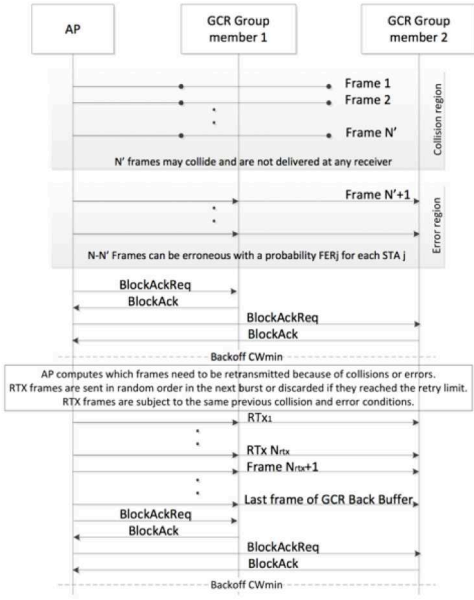 AP
GCR Group
member 1
GCR Group
member 2
Frame 1
Frame 2
Frame N'
Collision region
N' frames may collide and are not delivered at any receiver
Frame N'+1
Error region
N-N' Frames can be erroneous with a probability FERj for each STA j
BlockAckReq
BlockAck
BlockAckReq
BlockAck
Backoff CWmin
AP computes which frames need to be retransmitted because of collisions or errors.
RTX frames are sent in random order in the next burst or discarded if they reached the retry limit.
RTX frames are subject to the same previous collision and error conditions.
RTx1
RTx Nrtx
Frame Nrtx+1
Last frame of GCR Back Buffer
BlockAckReq
BlockAck
BlockAckReq
BlockAck
Backoff CWmin